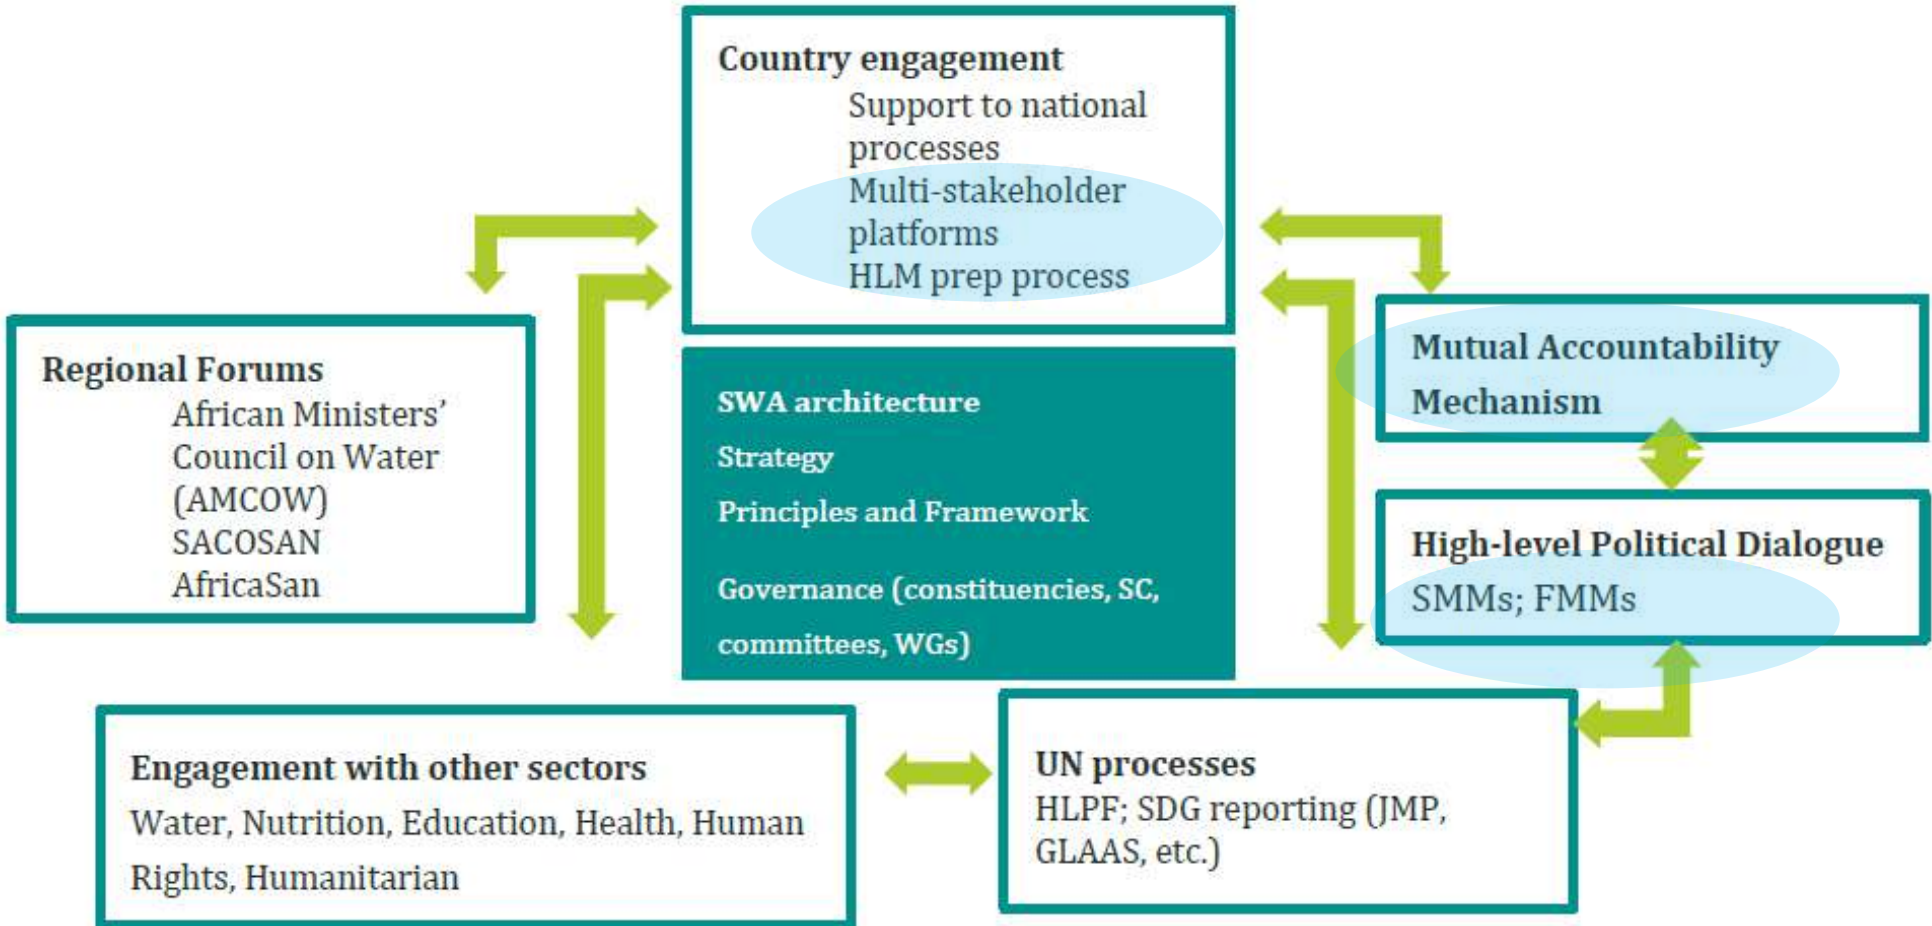 Country engagement
Support to national
processes
Multi-stakeholder
platforms
HLM prep process
Regional Forums
African Ministers’
Council on Water
(AMCOW)
SACOSAN
AfricaSan
SWA architecture
Strategy
Principles and Framework
Governance (constituencies, SC,
committees, WGs)
Mutual Accountability
Mechanism
High-level Political Dialogue
SMMs; FMMs
Engagement with other sectors
Water, Nutrition, Education, Health, Human
Rights, Humanitarian
UN processes
HLPF; SDG reporting (JMP,
GLAAS, etc.)